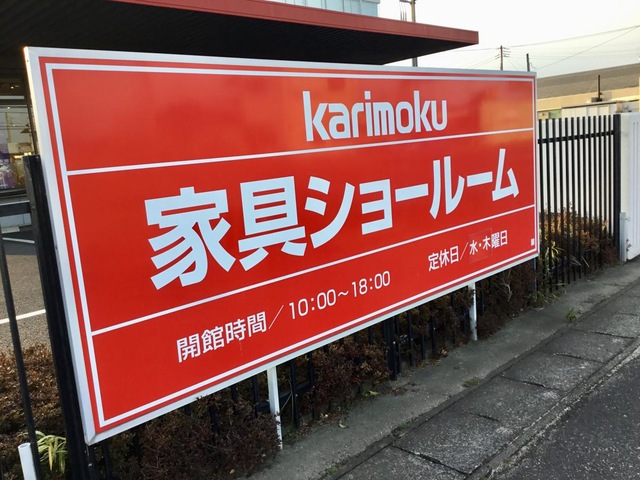 karimoku
家具ショールーム
開館時間／10:00～18:00
定休日／水・木曜日